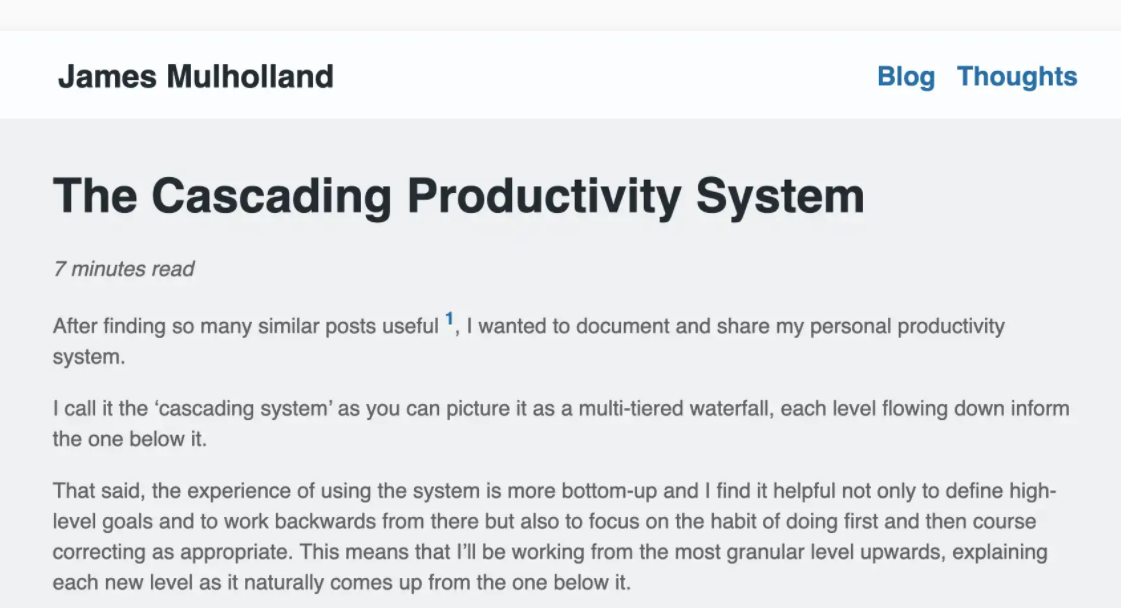 James Mulholland
Blog Thoughts
The Cascading Productivity System
7 minutes read
After finding so many similar posts useful 1, I wanted to document and share my personal productivity
system.
I call it the ‘cascading system’ as you can picture it as a multi-tiered waterfall, each level flowing down inform
the one below it.
That said, the experience of using the system is more bottom-up and I find it helpful not only to define high-
level goals and to work backwards from there but also to focus on the habit of doing first and then course
correcting as appropriate. This means that I’ll be working from the most granular level upwards, explaining
each new level as it naturally comes up from the one below it.